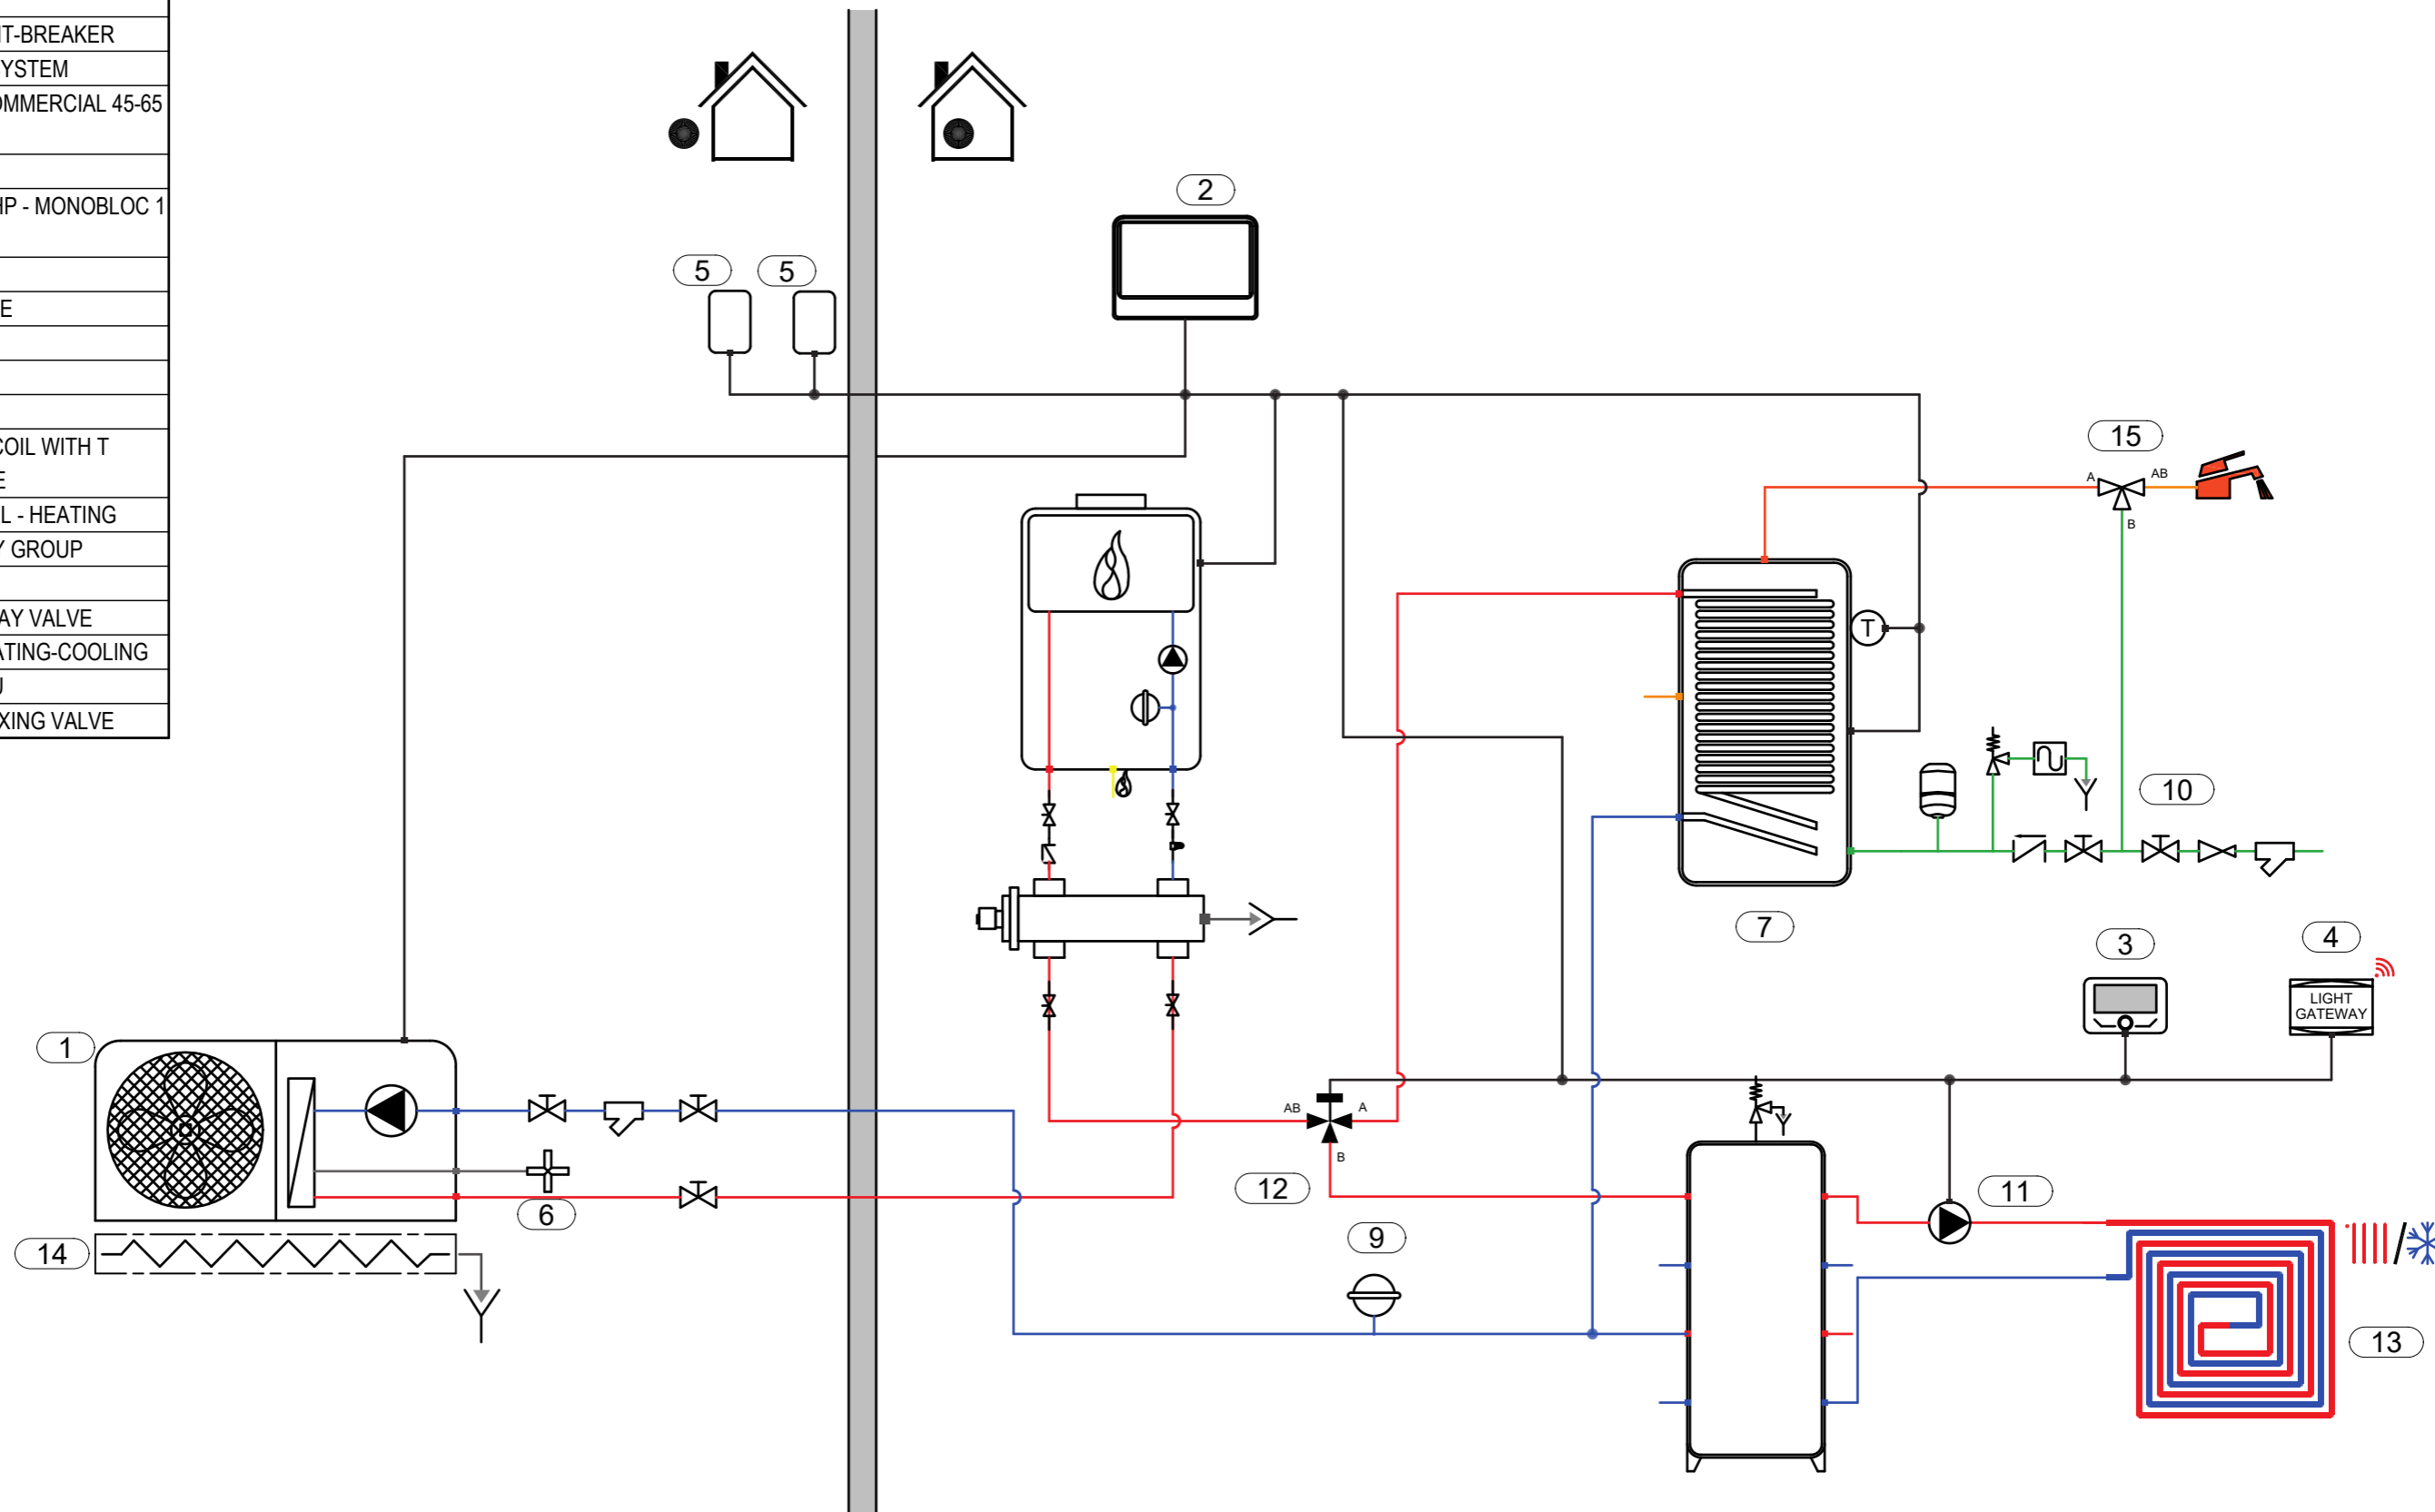 T-BREAKER
YSTEM
OMMERCIAL 45-65
HP - MONOBLOC 1
E
COIL WITH T
E
L - HEATING
Y GROUP
AY VALVE
ATING-COOLING
U
XING VALVE
2
5
5
15
A
AB
B
T
10
7
3
4
LIGHT
GATEWAY
1
AB
A
B
12
11
6
9
14
13